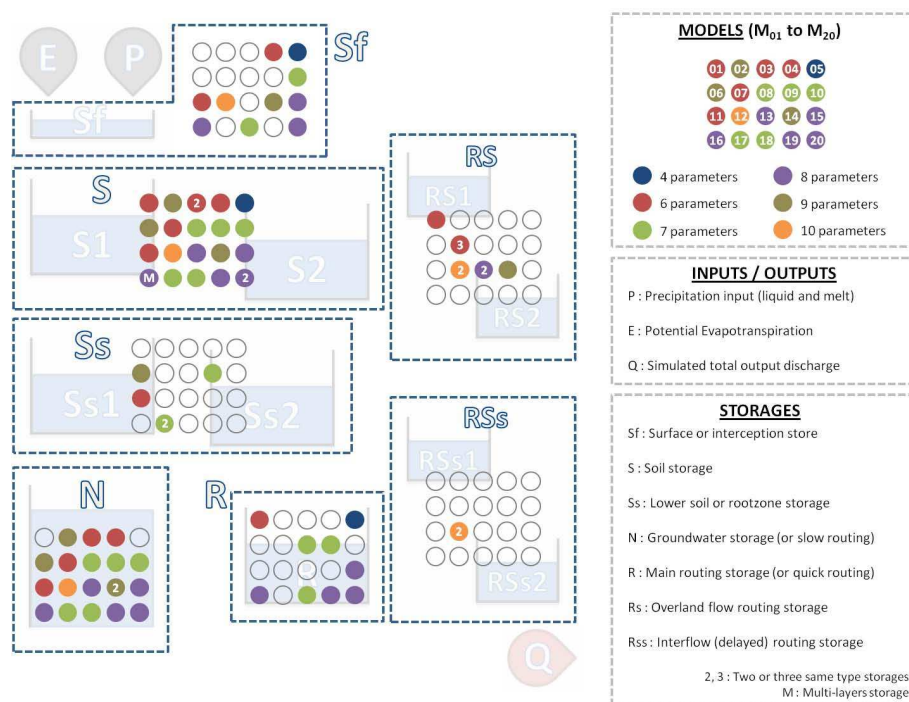 E
P
Sf
Sf
S
S1
S2
2
M
2
Ss
Ss1
Ss2
2
N
2
R
R
RS
RS1
3
2
2
RS2
RSs
RSs1
2
RSs2
Q
MODELS (M01 to M20)
01 02 03 04 05
06 07 08 09 10
11 12 13 14 15
16 17 18 19 20
4 parameters
8 parameters
6 parameters
9 parameters
7 parameters
10 parameters
INPUTS / OUTPUTS
P : Precipitation input (liquid and melt)
E : Potential Evapotranspiration
Q : Simulated total output discharge
STORAGES
Sf : Surface or interception store
S : Soil storage
Ss : Lower soil or rootzone storage
N : Groundwater storage (or slow routing)
R : Main routing storage (or quick routing)
Rs : Overland flow routing storage
Rss : Interflow (delayed) routing storage
2, 3 : Two or three same type storages
M : Multi-layers storage